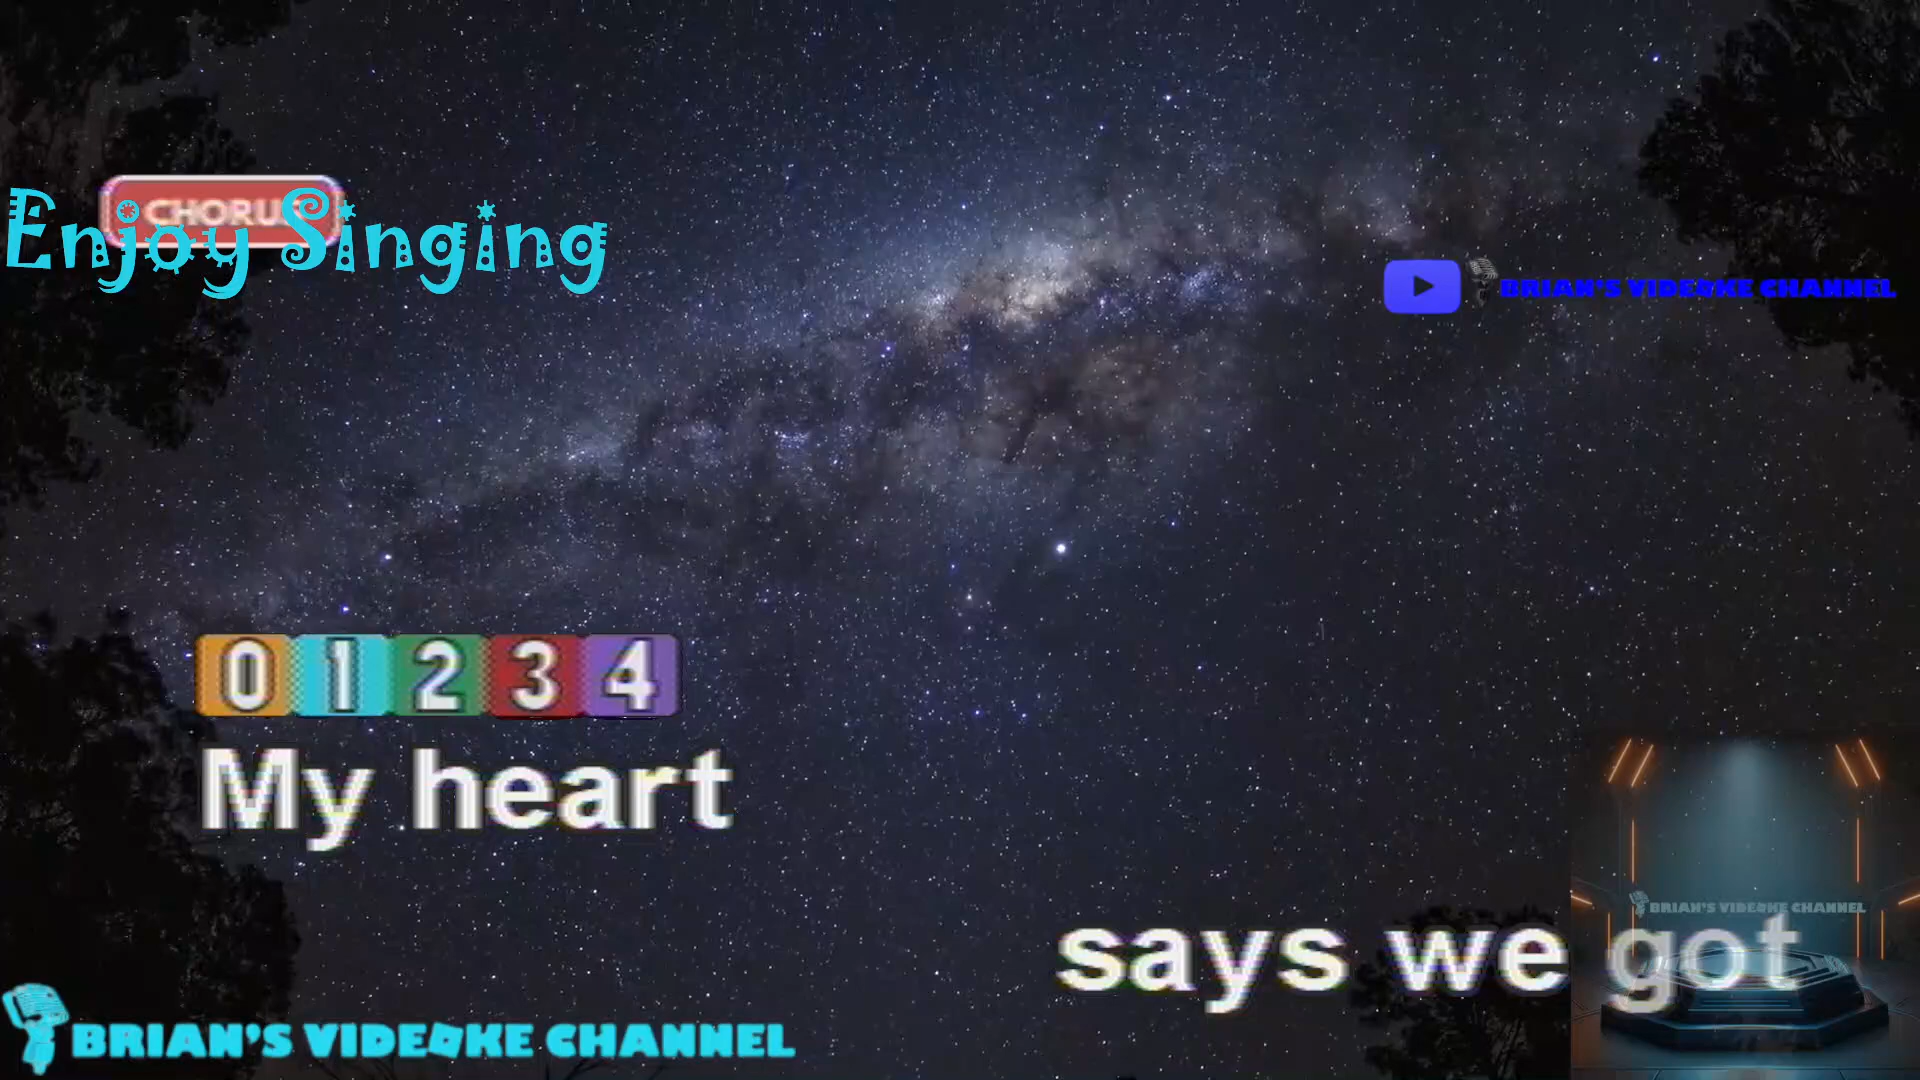 CHORUS
Enjoy Singing
BRIAN'S VIDEOKE CHANNEL
0 1 2 3 4
My heart
BRIAN'S VIDEOKE CHANNEL
says we got
BRIAN'S VIDEOKE CHANNEL